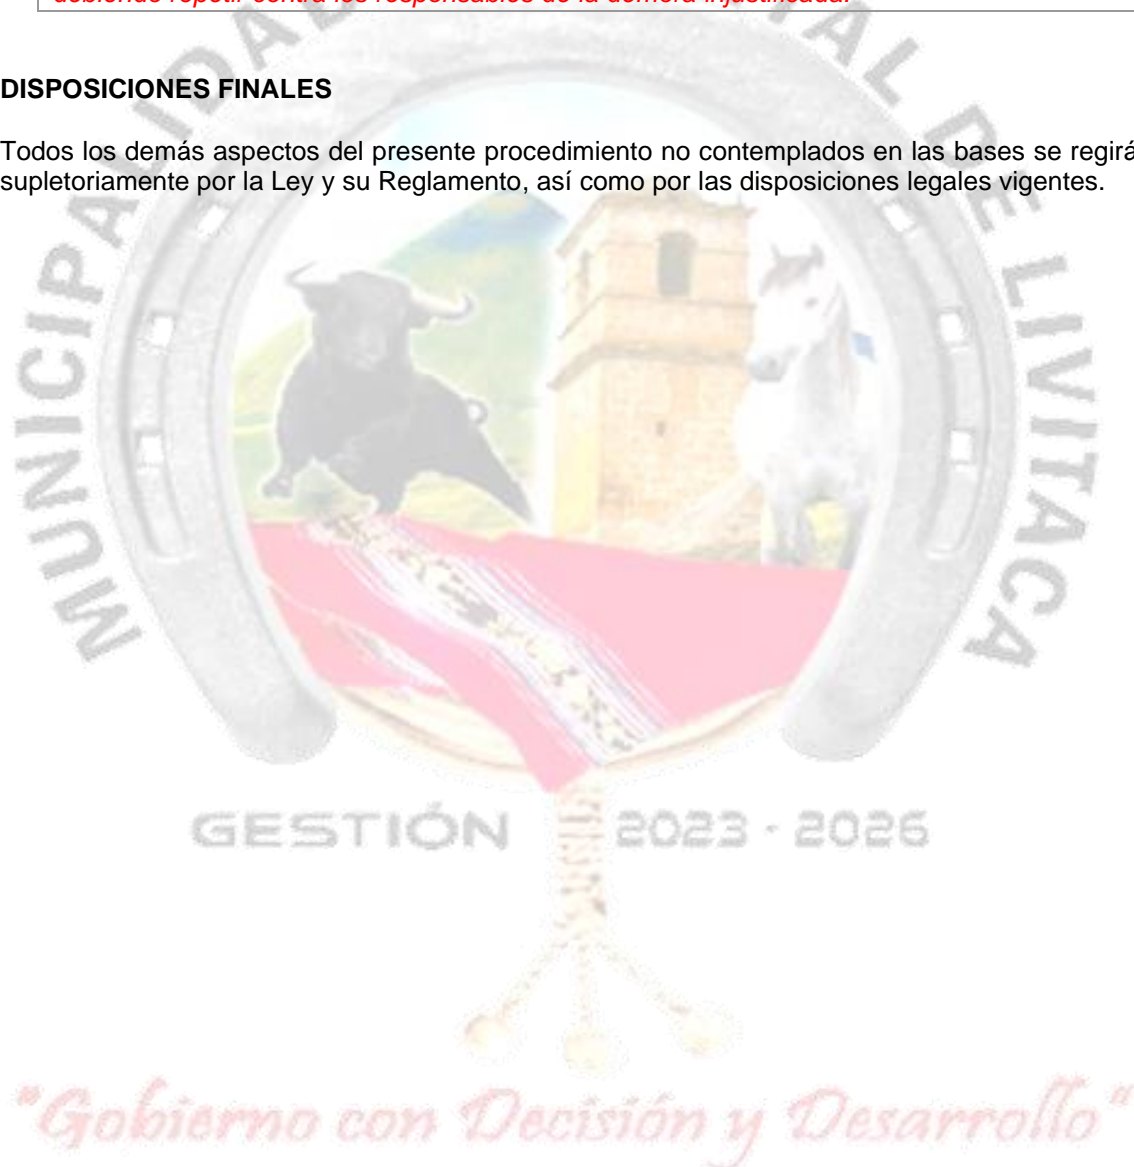 debiendo repetir contra los responsables de la demora injustificada.
DISPOSICIONES FINALES
Todos los demás aspectos del presente procedimiento no contemplados en las bases se regirá
supletoriamente por la Ley y su Reglamento, así como por las disposiciones legales vigentes.
MUNICIPALIDAD
AL DE LIVITACA
GESTIÓN 2023 - 2026
"Gobierno con Decisión y Desarrollo"